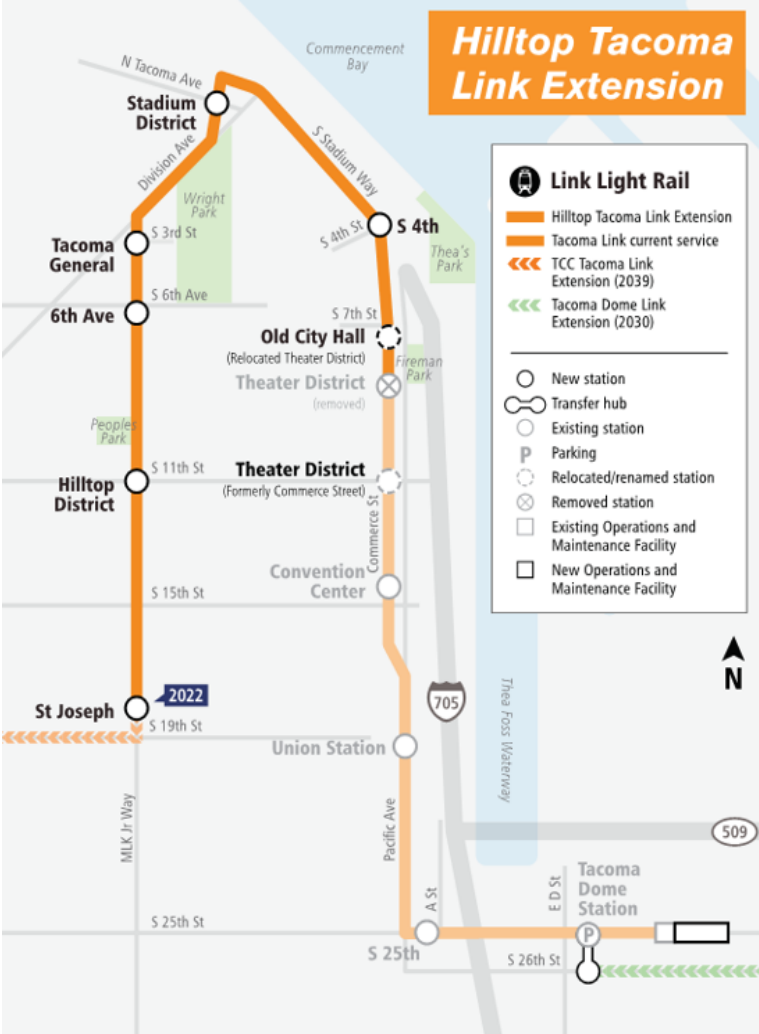 Hilltop Tacoma
Link Extension
Commencement
Bay
N Tacoma Ave
Stadium
District
Division Ave
S Stadium Way
Wright
Park
S 4th St
S 4th
Thea's
Park
S 3rd St
Tacoma
General
S 6th Ave
6th Ave
S 7th St
Old City Hall
(Relocated Theater District)
Fireman
Park
Theater District
(removed)
Peoples
Park
S 11th St
Hilltop
District
Theater District
(Formerly Commerce Street)
Commerce St
Convention
Center
S 15th St
2022
St Joseph
S 19th St
Union Station
705
Thea Foss Waterway
MLK Jr Way
Pacific Ave
509
A St
E D St
Tacoma
Dome
Station
P
S 25th St
S 25th
S 26th St
Link Light Rail
Hilltop Tacoma Link Extension
Tacoma Link current service
TCC Tacoma Link
Extension (2039)
Tacoma Dome Link
Extension (2030)
New station
Transfer hub
Existing station
P Parking
Relocated/renamed station
Removed station
Existing Operations and
Maintenance Facility
New Operations and
Maintenance Facility
N